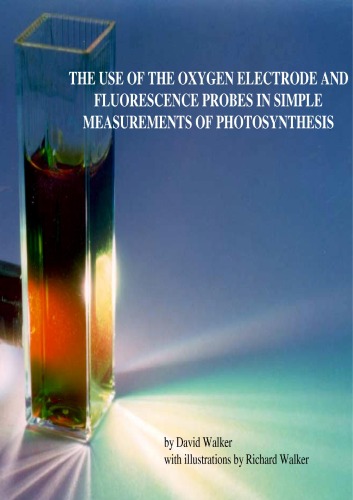 THE USE OF THE OXYGEN ELECTRODE AND
FLUORESCENCE PROBES IN SIMPLE
MEASUREMENTS OF PHOTOSYNTHESIS
by David Walker
with illustrations by Richard Walker